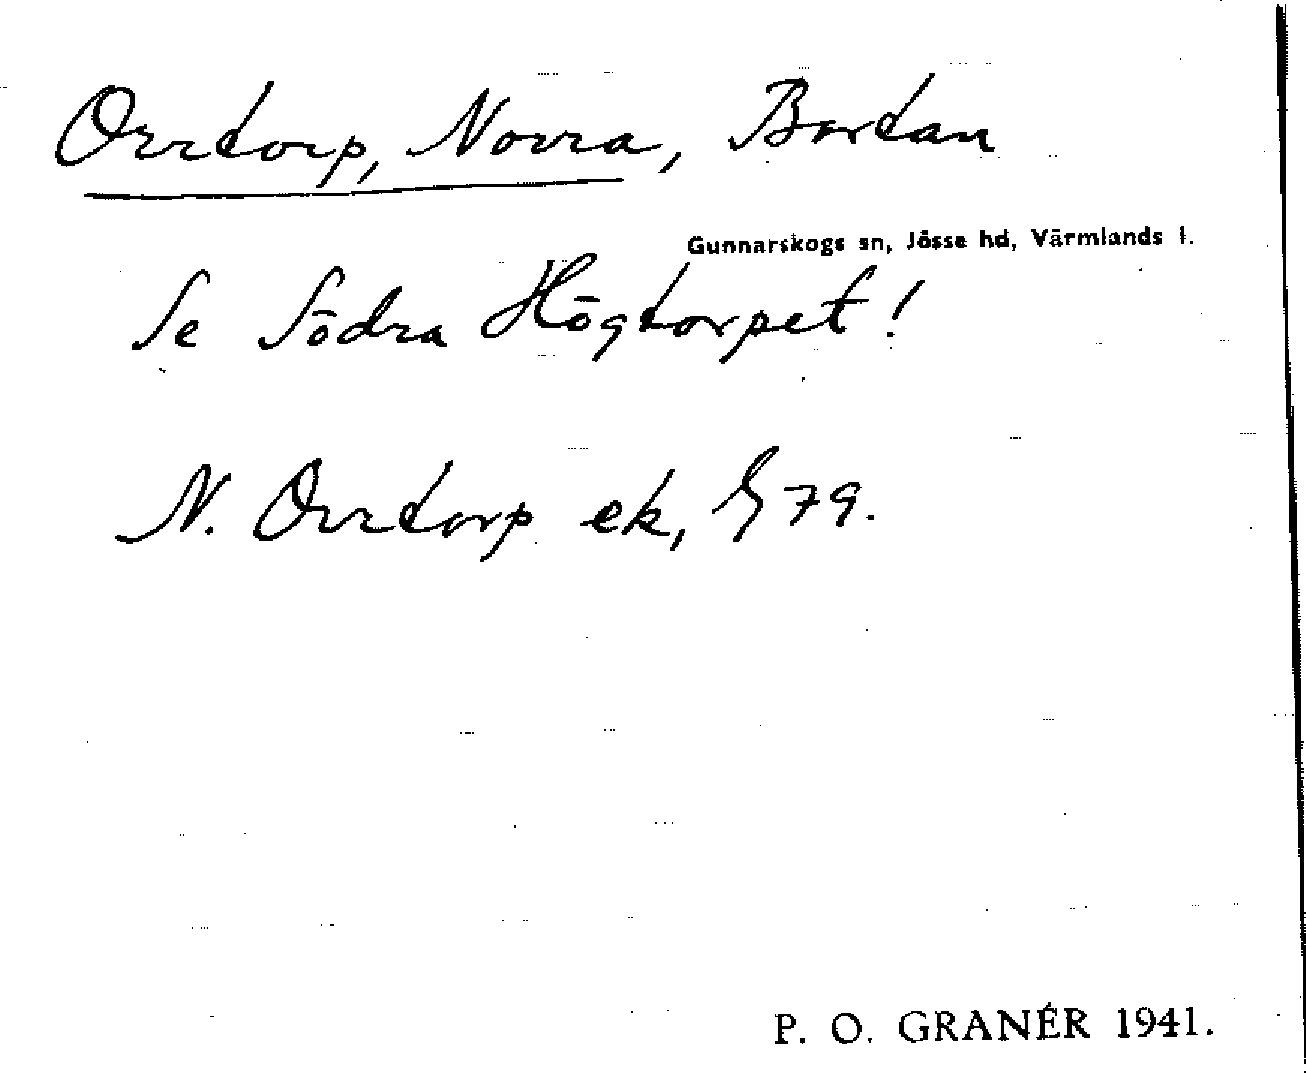 Orrtorp, Norra, Bortan
Gunnarskogs sn, Jösse hd, Värmlands l.
Se Södra Högtorpet!
N. Orrtorp ek, G 79.
P. O. GRANÉR 1941.